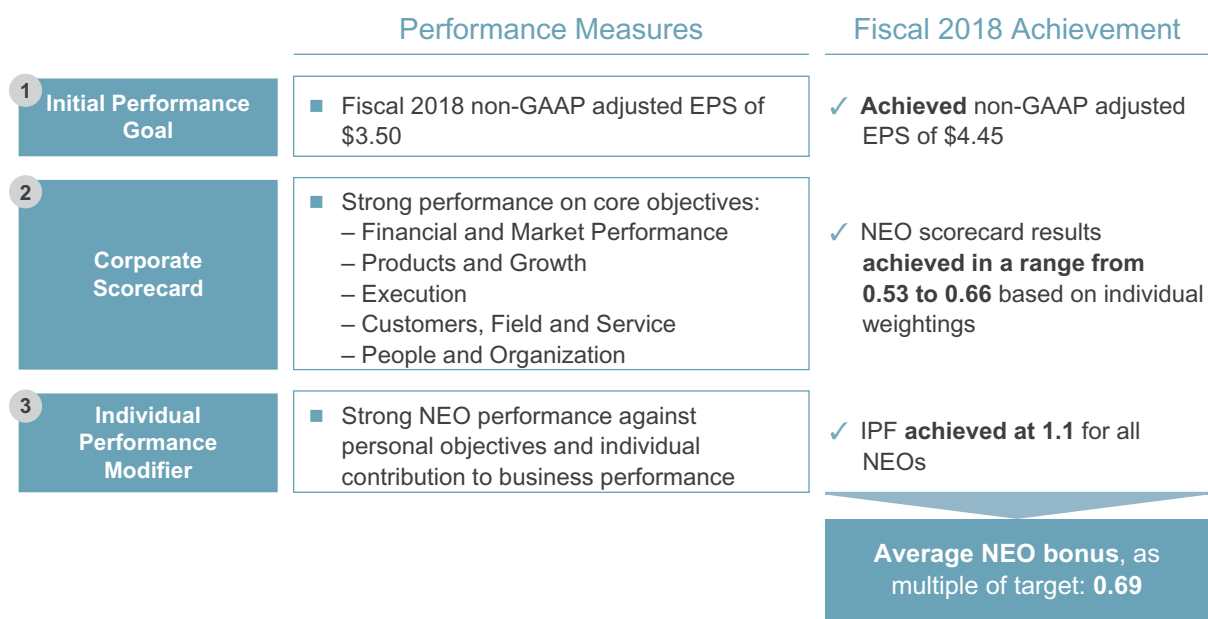 Performance Measures
Fiscal 2018 Achievement
1
Initial Performance
Goal
■ Fiscal 2018 non-GAAP adjusted EPS of
$3.50
✓ Achieved non-GAAP adjusted
EPS of $4.45
2
Corporate
Scorecard
■ Strong performance on core objectives:
– Financial and Market Performance
– Products and Growth
– Execution
– Customers, Field and Service
– People and Organization
✓ NEO scorecard results
achieved in a range from
0.53 to 0.66 based on individual
weightings
3
Individual
Performance
Modifier
■ Strong NEO performance against
personal objectives and individual
contribution to business performance
✓ IPF achieved at 1.1 for all
NEOs
Average NEO bonus, as
multiple of target: 0.69